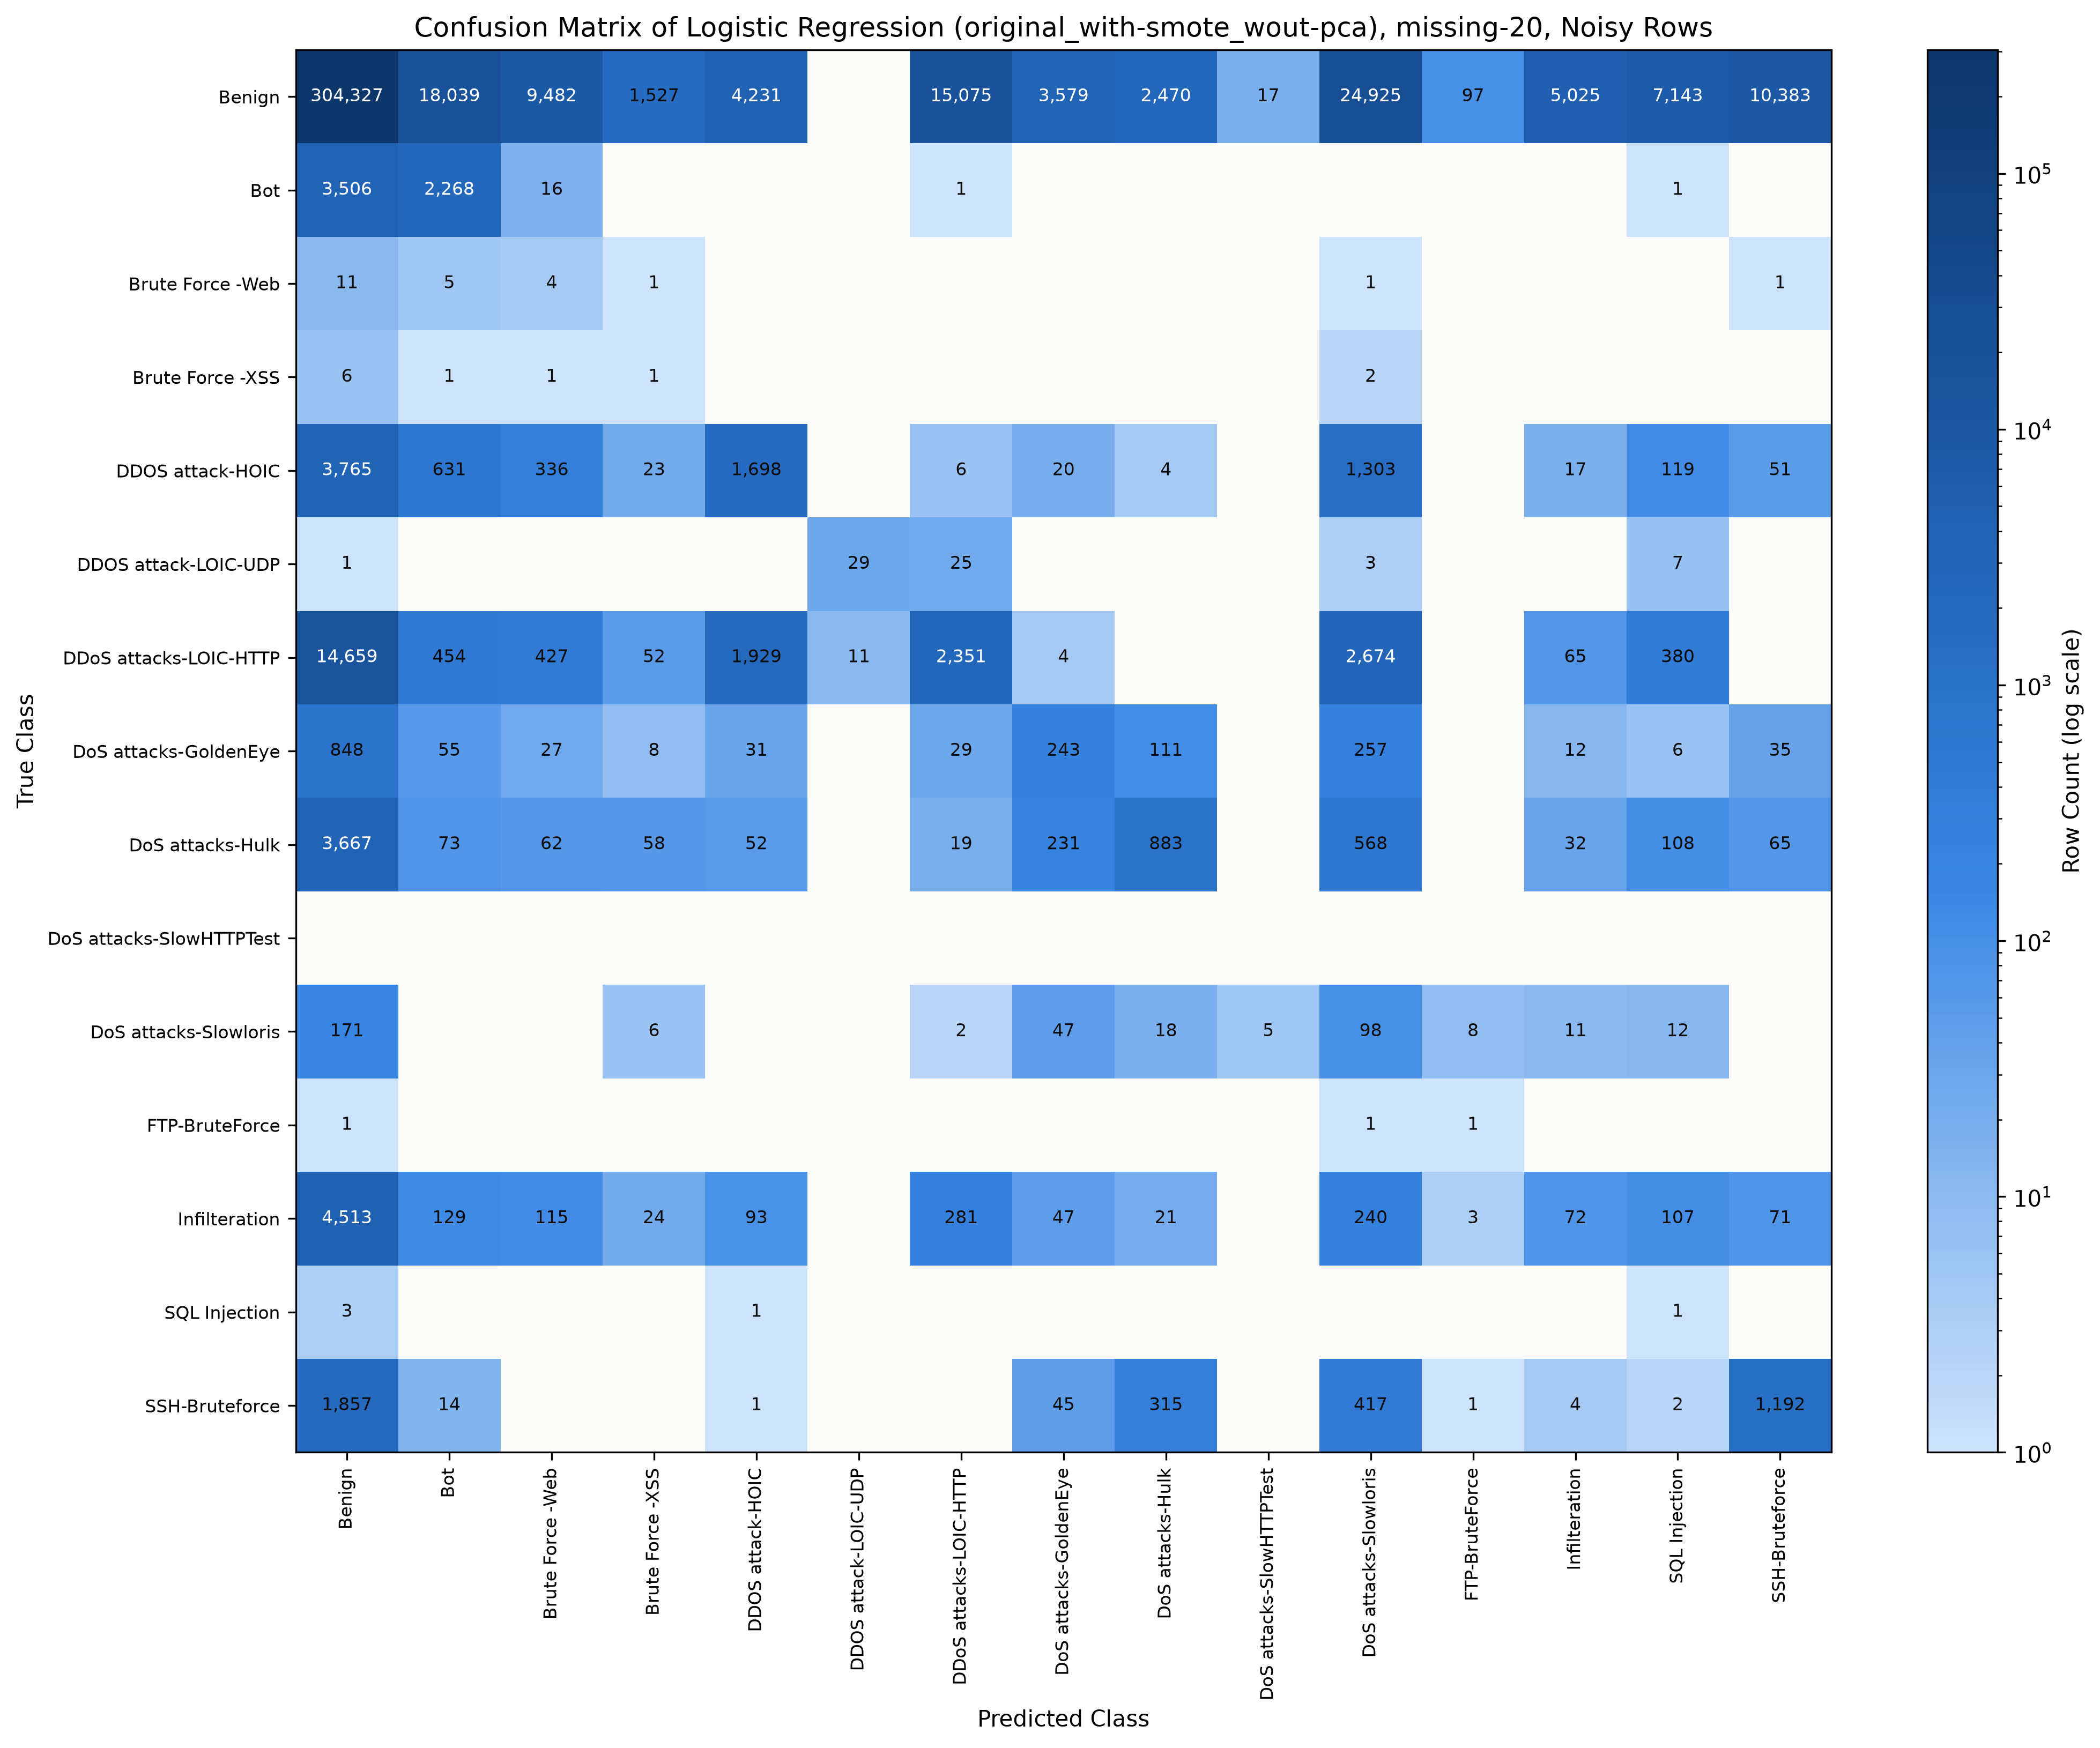 Confusion Matrix of Logistic Regression (original_with-smote_wout-pca), missing-20, Noisy Rows
Benign 304,327 18,039 9,482 1,527 4,231 15,075 3,579 2,470 17 24,925 97 5,025 7,143 10,383
Bot 3,506 2,268 16 1 1
Brute Force -Web 11 5 4 1 1 1
Brute Force -XSS 6 1 1 1 2
DDOS attack-HOIC 3,765 631 336 23 1,698 6 20 4 1,303 17 119 51
DDOS attack-LOIC-UDP 1 29 25 3 7
DDoS attacks-LOIC-HTTP 14,659 454 427 52 1,929 11 2,351 4 2,674 65 380
DoS attacks-GoldenEye 848 55 27 8 31 29 243 111 257 12 6 35
DoS attacks-Hulk 3,667 73 62 58 52 19 231 883 568 32 108 65
DoS attacks-SlowHTTPTest
DoS attacks-Slowloris 171 6 2 47 18 5 98 8 11 12
FTP-BruteForce 1 1 1
Infilteration 4,513 129 115 24 93 281 47 21 240 3 72 107 71
SQL Injection 3 1 1
SSH-Bruteforce 1,857 14 1 45 315 417 1 4 2 1,192
True Class
Benign
Bot
Brute Force -Web
Brute Force -XSS
DDOS attack-HOIC
DDOS attack-LOIC-UDP
DDoS attacks-LOIC-HTTP
DoS attacks-GoldenEye
DoS attacks-Hulk
DoS attacks-SlowHTTPTest
DoS attacks-Slowloris
FTP-BruteForce
Infilteration
SQL Injection
SSH-Bruteforce
Predicted Class
10⁵
10⁴
10³
10²
10¹
10⁰
Row Count (log scale)